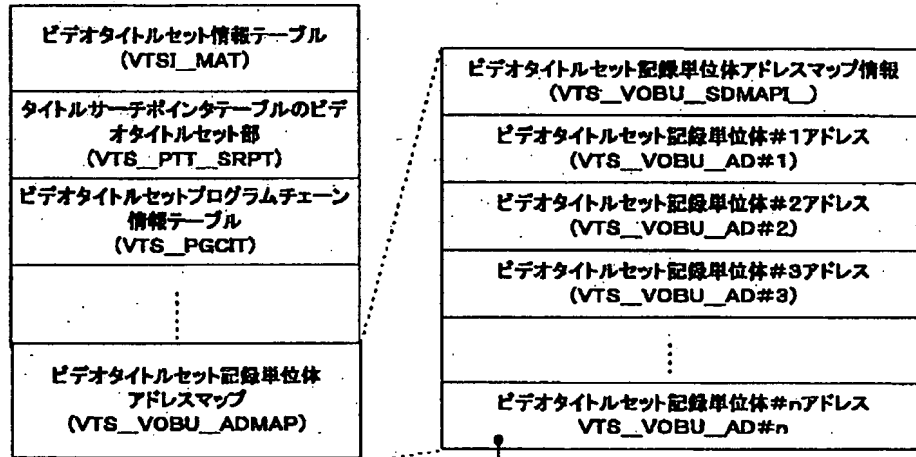 ビデオタイトルセット情報テーブル
(VTSI__MAT)
タイトルサーチポインタテーブルのビデ
オタイトルセット部
(VTS__PTT__SRPT)
ビデオタイトルセットプログラムチェーン
情報テーブル
(VTS__PGCIT)
ビデオタイトルセット記録単位体
アドレスマップ
(VTS__VOBU__ADMAP)
ビデオタイトルセット記録単位体アドレスマップ情報
(VTS__VOBU__SDMAPI__)
ビデオタイトルセット記録単位体#1アドレス
(VTS__VOBU__AD#1)
ビデオタイトルセット記録単位体#2アドレス
(VTS__VOBU__AD#2)
ビデオタイトルセット記録単位体#3アドレス
(VTS__VOBU__AD#3)
ビデオタイトルセット記録単位体#nアドレス
VTS__VOBU__AD#n